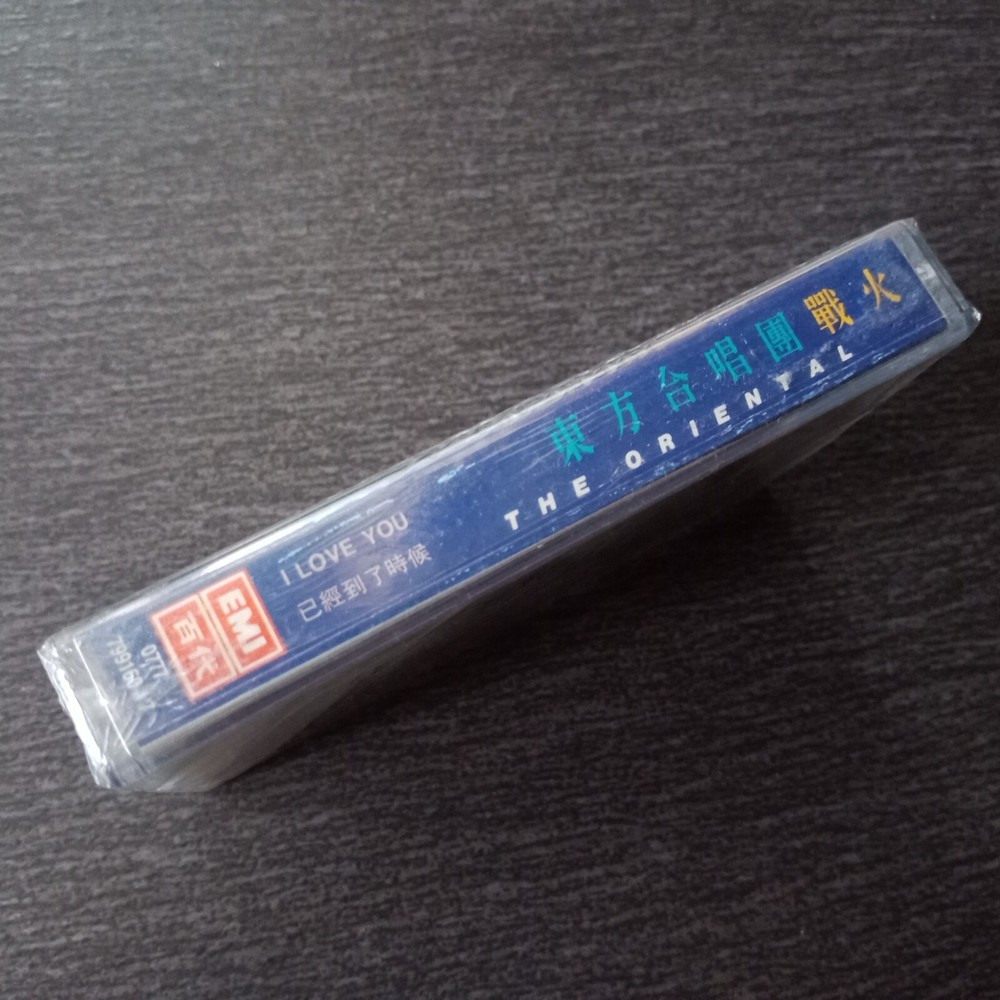 東方合唱團 戰火
THE ORIENTAL
I LOVE YOU
已經到了時候
EMI
百代
0777